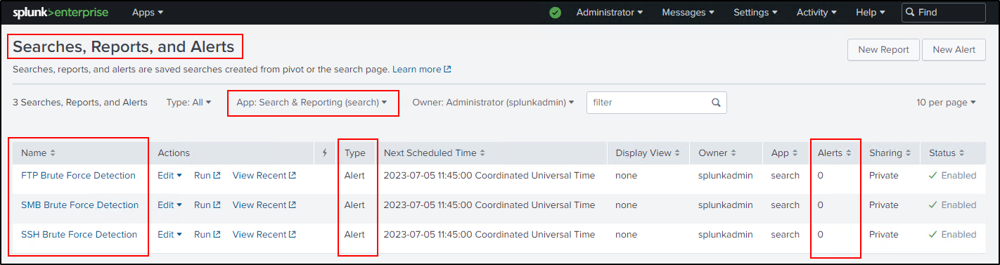 splunk>enterprise Apps Administrator Messages Settings Activity Help Find
Searches, Reports, and Alerts
New Report New Alert
Searches, reports, and alerts are saved searches created from pivot or the search page. Learn more
3 Searches, Reports, and Alerts Type: All App: Search & Reporting (search) Owner: Administrator (splunkadmin) filter 10 per page
Name Actions Type Next Scheduled Time Display View Owner App Alerts Sharing Status
FTP Brute Force Detection Edit Run View Recent Alert 2023-07-05 11:45:00 Coordinated Universal Time none splunkadmin search 0 Private Enabled
SMB Brute Force Detection Edit Run View Recent Alert 2023-07-05 11:45:00 Coordinated Universal Time none splunkadmin search 0 Private Enabled
SSH Brute Force Detection Edit Run View Recent Alert 2023-07-05 11:45:00 Coordinated Universal Time none splunkadmin search 0 Private Enabled